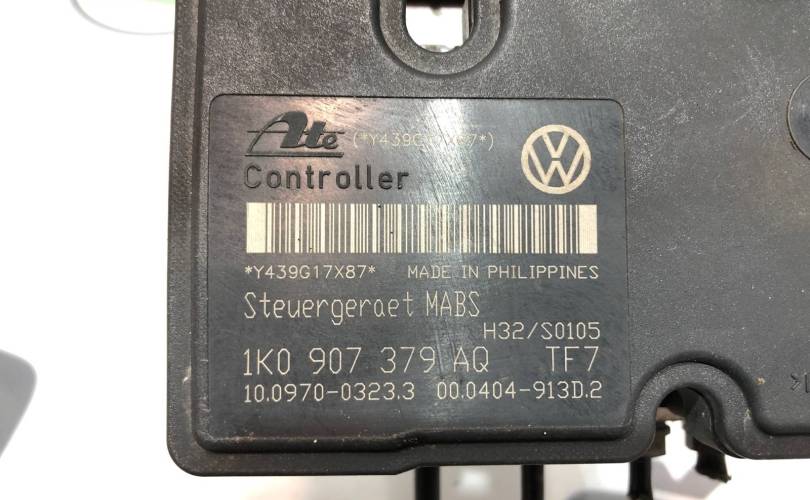 Ate (*Y439G17X87*)
Controller
*Y439G17X87* MADE IN PHILIPPINES
Steuergeraet MABS
H32/S0105
1K0 907 379 AQ TF7
10.0970-0323.3 00.0404-913D.2